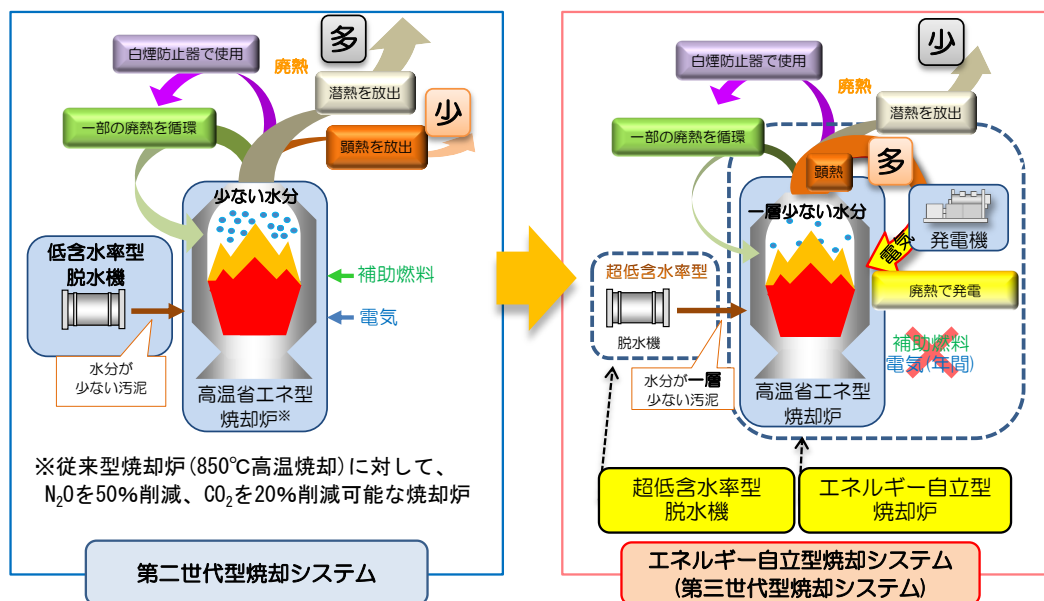 多
白煙防止器で使用
廃熱
潜熱を放出
少
一部の廃熱を循環
顕熱を放出
少ない水分
低含水率型
脱水機
補助燃料
電気
水分が
少ない汚泥
高温省エネ型
焼却炉※
※従来型焼却炉(850℃高温焼却)に対して、
N₂Oを50%削減、CO₂を20%削減可能な焼却炉
第二世代型焼却システム
少
白煙防止器で使用
廃熱
潜熱を放出
一部の廃熱を循環
顕熱
多
一層少ない水分
発電機
電気
廃熱で発電
超低含水率型
脱水機
補助燃料
電気(年間)
水分が一層
少ない汚泥
高温省エネ型
焼却炉
超低含水率型
脱水機
エネルギー自立型
焼却炉
エネルギー自立型焼却システム
(第三世代型焼却システム)